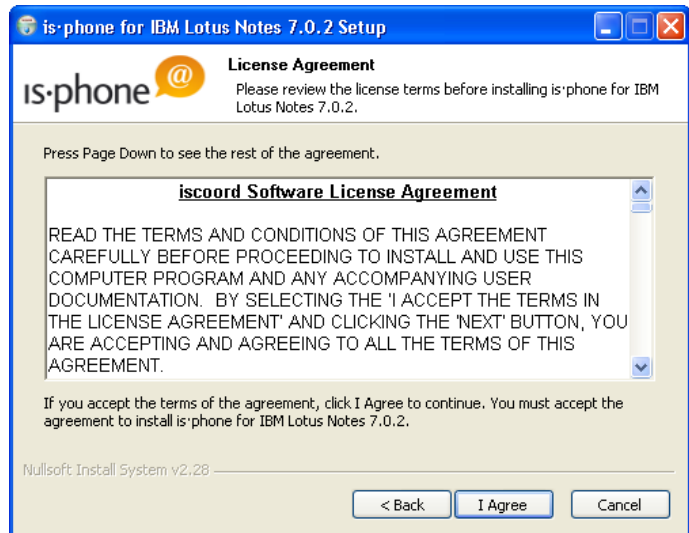 is·phone for IBM Lotus Notes 7.0.2 Setup
is·phone @
License Agreement
Please review the license terms before installing is·phone for IBM
Lotus Notes 7.0.2.
Press Page Down to see the rest of the agreement.
iscoord Software License Agreement
READ THE TERMS AND CONDITIONS OF THIS AGREEMENT
CAREFULLY BEFORE PROCEEDING TO INSTALL AND USE THIS
COMPUTER PROGRAM AND ANY ACCOMPANYING USER
DOCUMENTATION.  BY SELECTING THE 'I ACCEPT THE TERMS IN
THE LICENSE AGREEMENT' AND CLICKING THE 'NEXT' BUTTON, YOU
ARE ACCEPTING AND AGREEING TO ALL THE TERMS OF THIS
AGREEMENT.
If you accept the terms of the agreement, click I Agree to continue. You must accept the
agreement to install is·phone for IBM Lotus Notes 7.0.2.
Nullsoft Install System v2.28
< Back
I Agree
Cancel